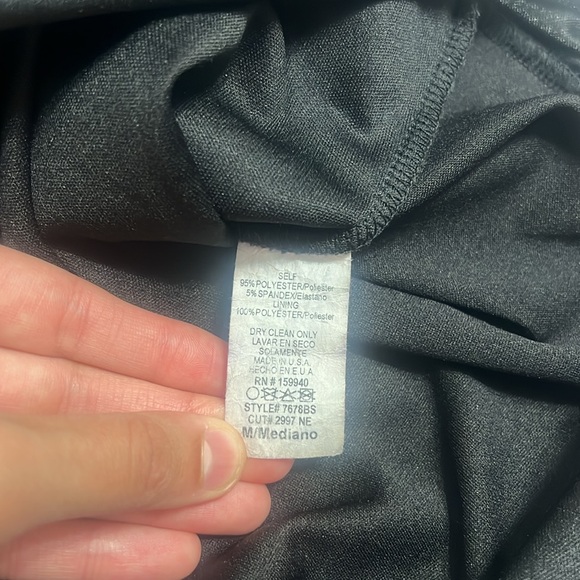 SELF
95% POLYESTER/Poliester
5% SPANDEX/Elastano
LINING
100% POLYESTER/Poliester
DRY CLEAN ONLY
LAVAR EN SECO
SOLAMENTE
MADE IN U.S.A
HECHO EN E.U.A
RN # 159940
STYLE# 7678BS
CUT# 2997 NE
M/Mediano